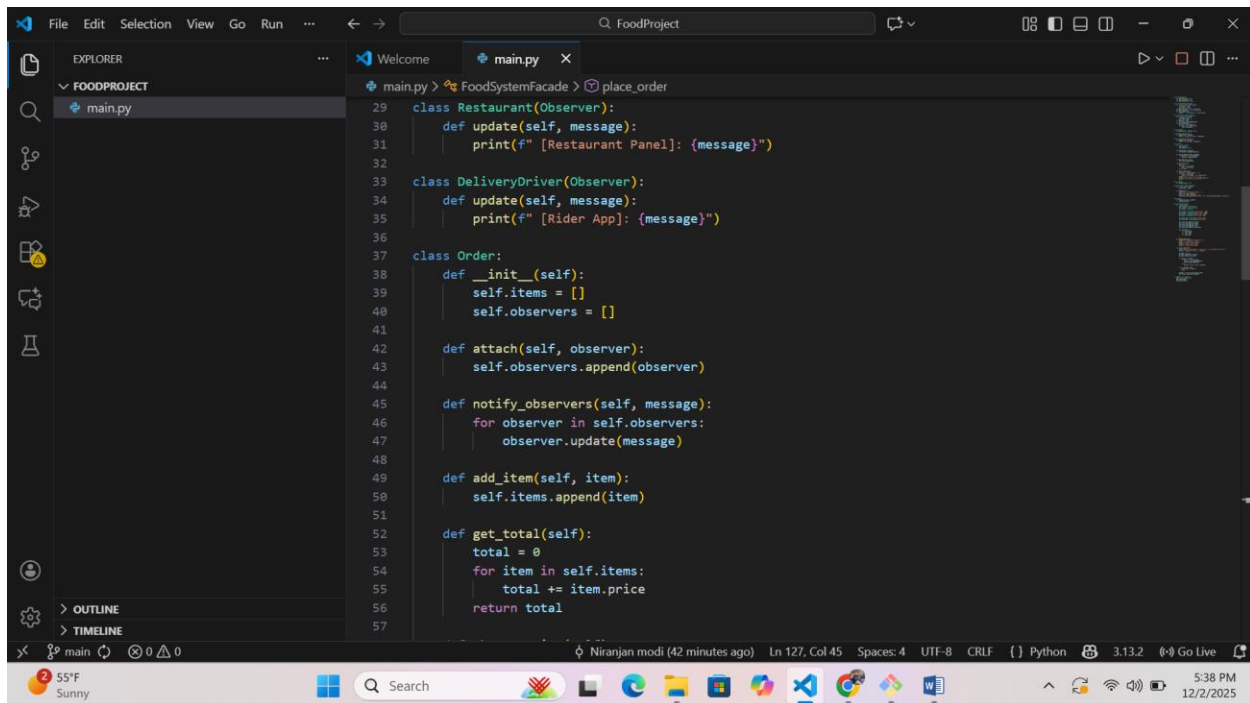 File Edit Selection View Go Run ... FoodProject
EXPLORER ...
FOODPROJECT
main.py
Welcome main.py
main.py > FoodSystemFacade > place_order
29 class Restaurant(Observer):
30     def update(self, message):
31         print(f" [Restaurant Panel]: {message}")
32
33 class DeliveryDriver(Observer):
34     def update(self, message):
35         print(f" [Rider App]: {message}")
36
37 class Order:
38     def __init__(self):
39         self.items = []
40         self.observers = []
41
42     def attach(self, observer):
43         self.observers.append(observer)
44
45     def notify_observers(self, message):
46         for observer in self.observers:
47             observer.update(message)
48
49     def add_item(self, item):
50         self.items.append(item)
51
52     def get_total(self):
53         total = 0
54         for item in self.items:
55             total += item.price
56         return total
57
OUTLINE
TIMELINE
main 0 0 Niranjan modi (42 minutes ago) Ln 127, Col 45 Spaces: 4 UTF-8 CRLF {} Python 3.13.2 Go Live
2 55°F
Sunny
Search
5:38 PM
12/2/2025